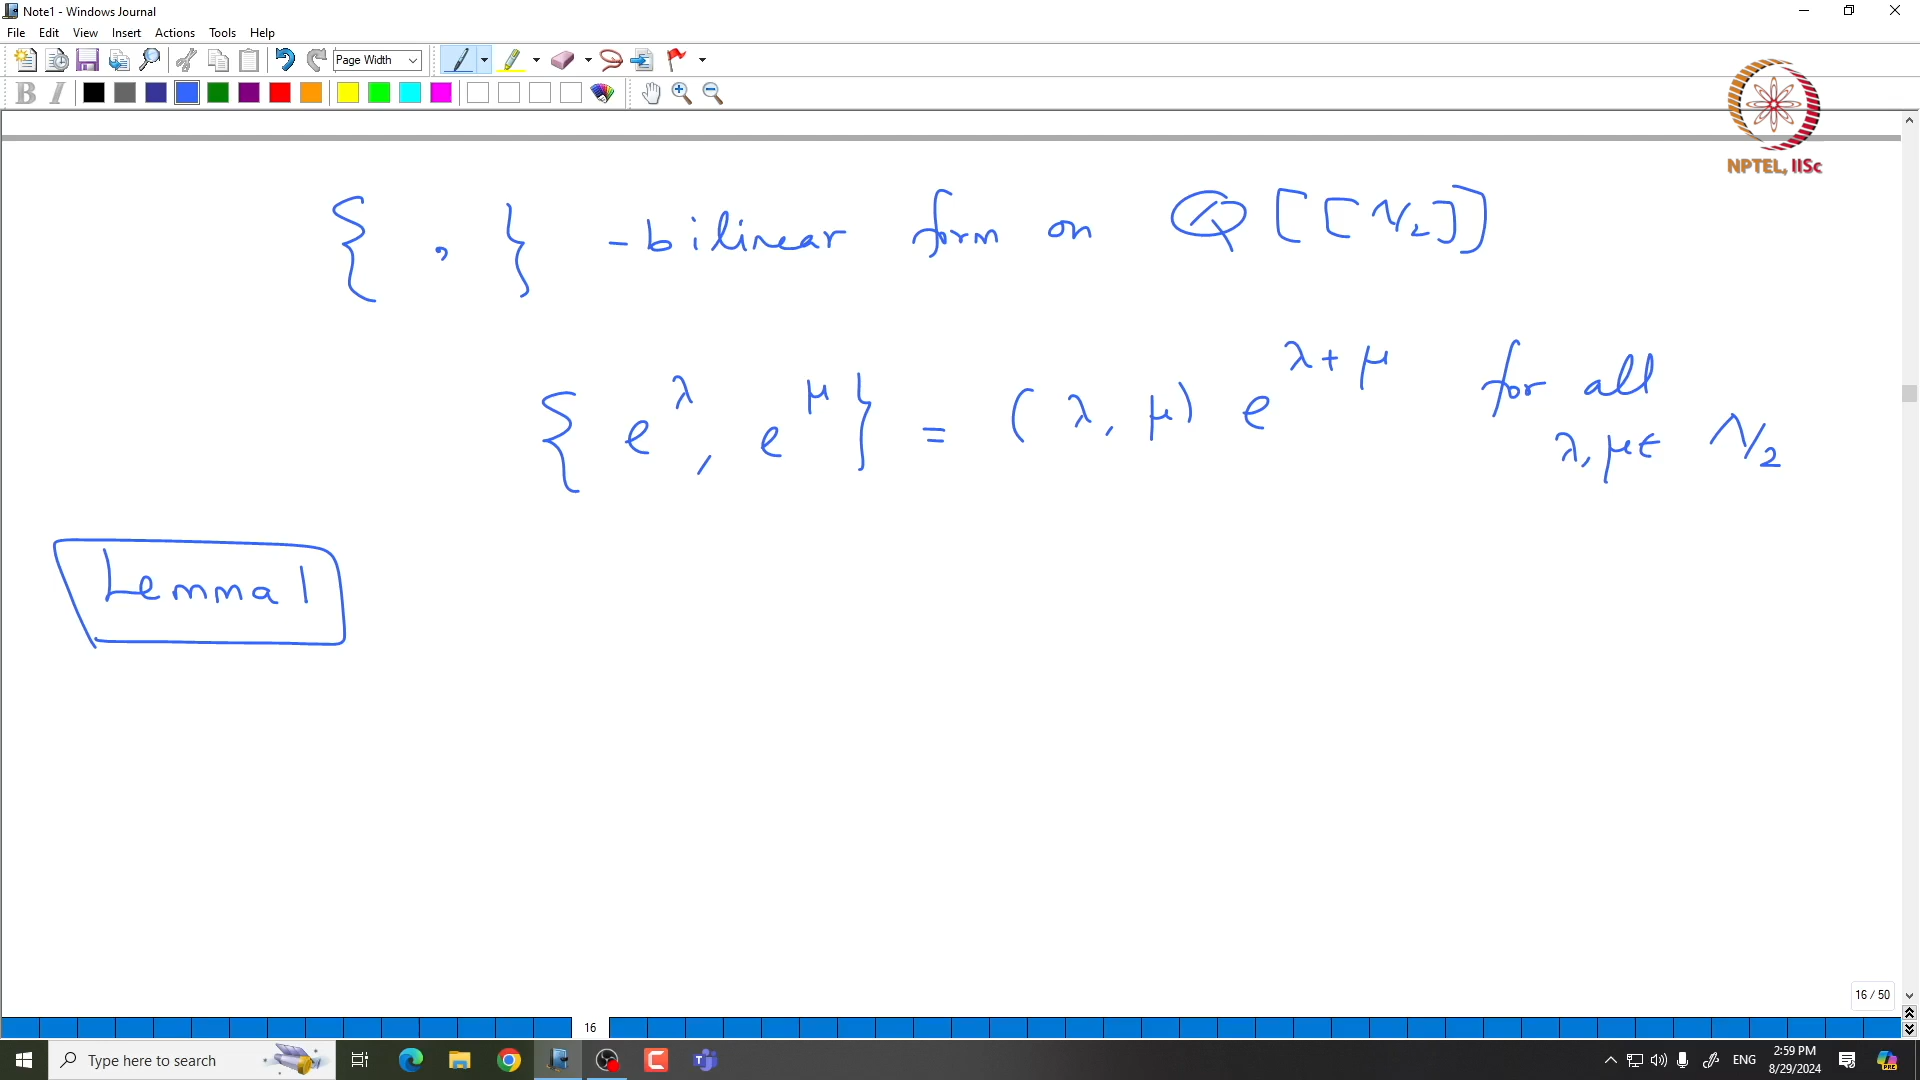 Note1 - Windows Journal
File Edit View Insert Actions Tools Help
Page Width
B I
NPTEL, IISc
{ , } - bilinear form on ℚ [[Λ/2]]
{ e^λ, e^μ } = (λ, μ) e^{λ+μ} for all
λ, μ ∈ Λ/2
Lemma 1
16 / 50
16
Type here to search
ENG
2:59 PM
8/29/2024